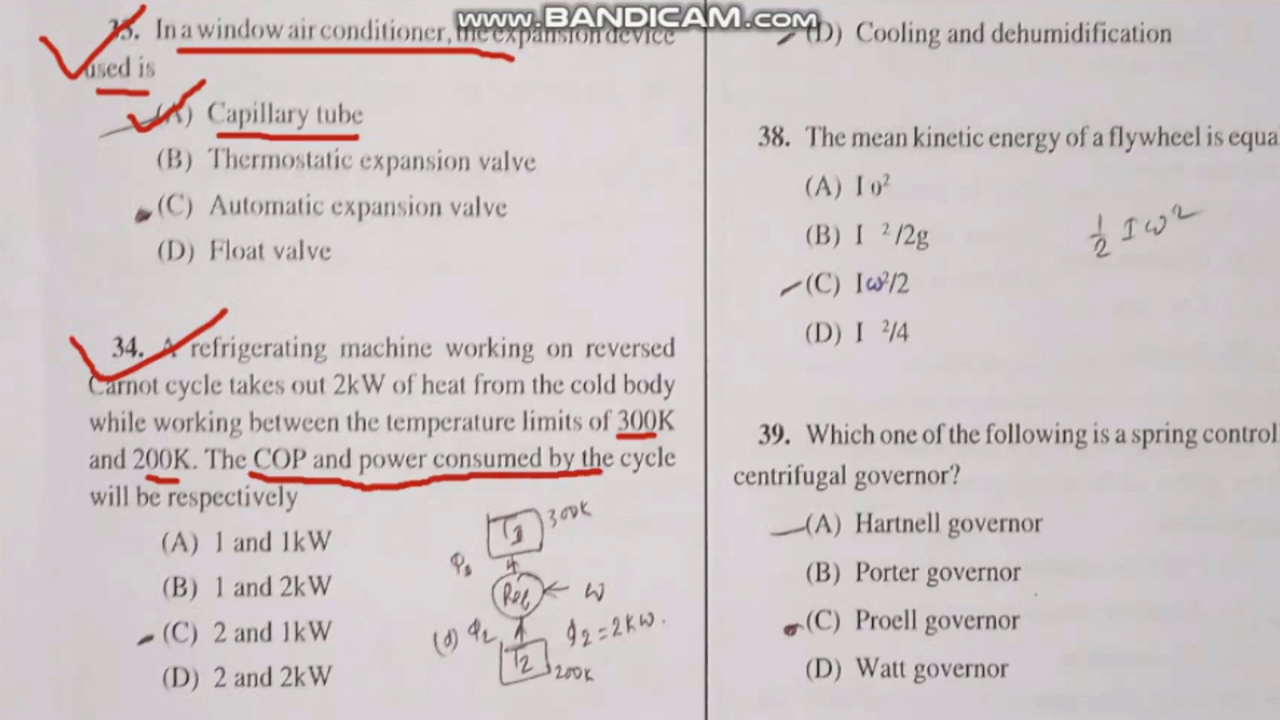 www.BANDICAM.com
33. In a window air conditioner, the expansion device
used is
(A) Capillary tube
(B) Thermostatic expansion valve
(C) Automatic expansion valve
(D) Float valve
34. A refrigerating machine working on reversed
Carnot cycle takes out 2kW of heat from the cold body
while working between the temperature limits of 300K
and 200K. The COP and power consumed by the cycle
will be respectively
(A) 1 and 1kW
(B) 1 and 2kW
(C) 2 and 1kW
(D) 2 and 2kW
300K
Ref
W
= 2kW.
T2
200K
(D) Cooling and dehumidification
38. The mean kinetic energy of a flywheel is equa
(A) I υ²
(B) I ²/2g
(C) Iω²/2
(D) I ²/4
1/2 I ω²
39. Which one of the following is a spring control
centrifugal governor?
(A) Hartnell governor
(B) Porter governor
(C) Proell governor
(D) Watt governor